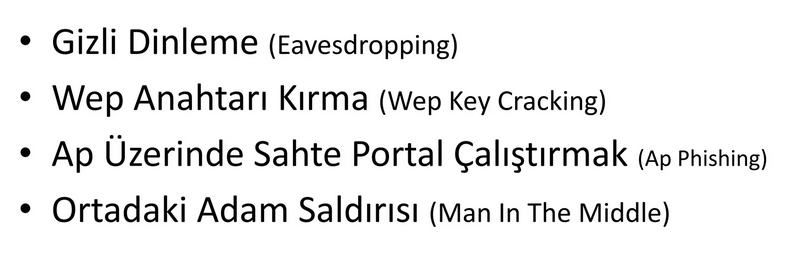 • Gizli Dinleme (Eavesdropping)
• Wep Anahtarı Kırma (Wep Key Cracking)
• Ap Üzerinde Sahte Portal Çalıştırmak (Ap Phishing)
• Ortadaki Adam Saldırısı (Man In The Middle)